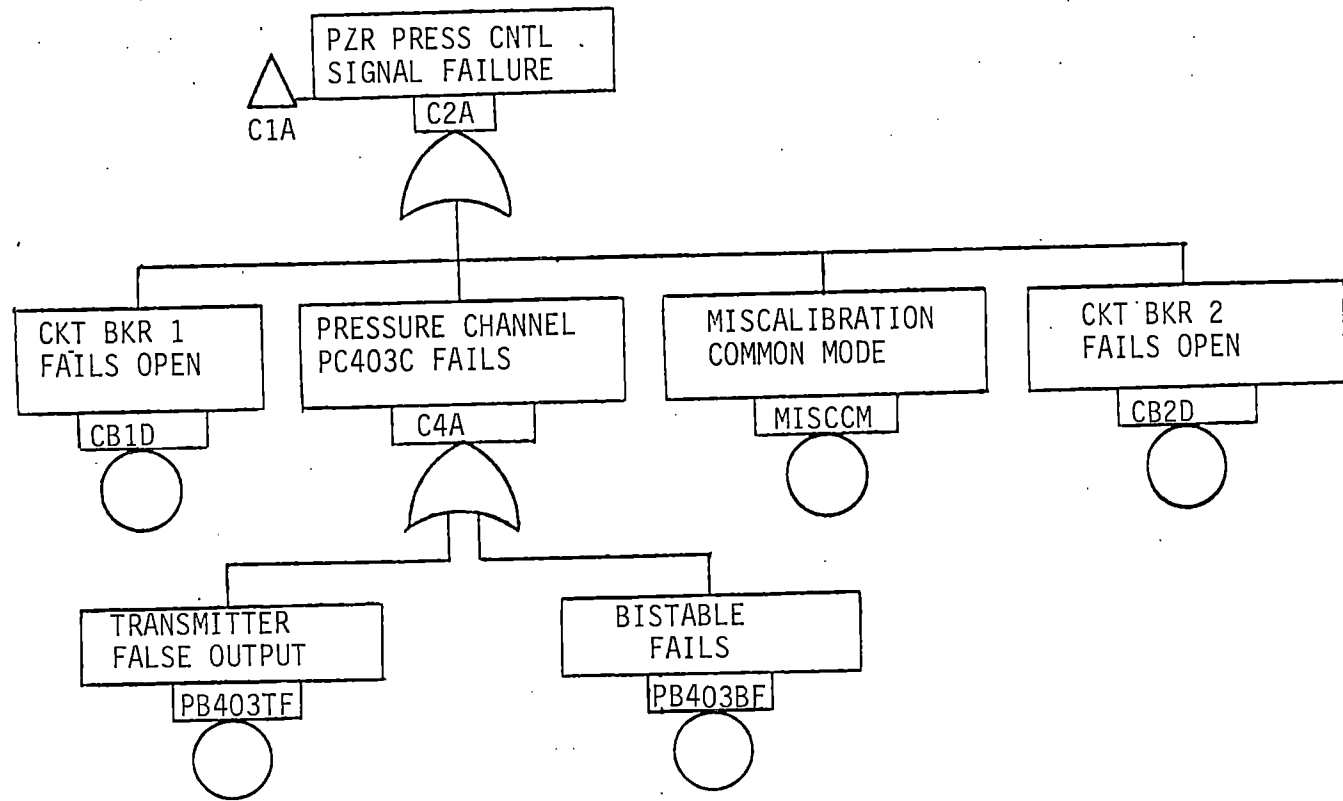 PZR PRESS CNTL
SIGNAL FAILURE
C1A
C2A
CKT BKR 1
FAILS OPEN
CB1D
PRESSURE CHANNEL
PC403C FAILS
C4A
MISCALIBRATION
COMMON MODE
MISCCM
CKT BKR 2
FAILS OPEN
CB2D
TRANSMITTER
FALSE OUTPUT
PB403TF
BISTABLE
FAILS
PB403BF